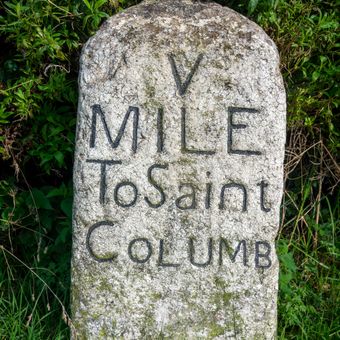 V
MILE
To Saint
COLUMB